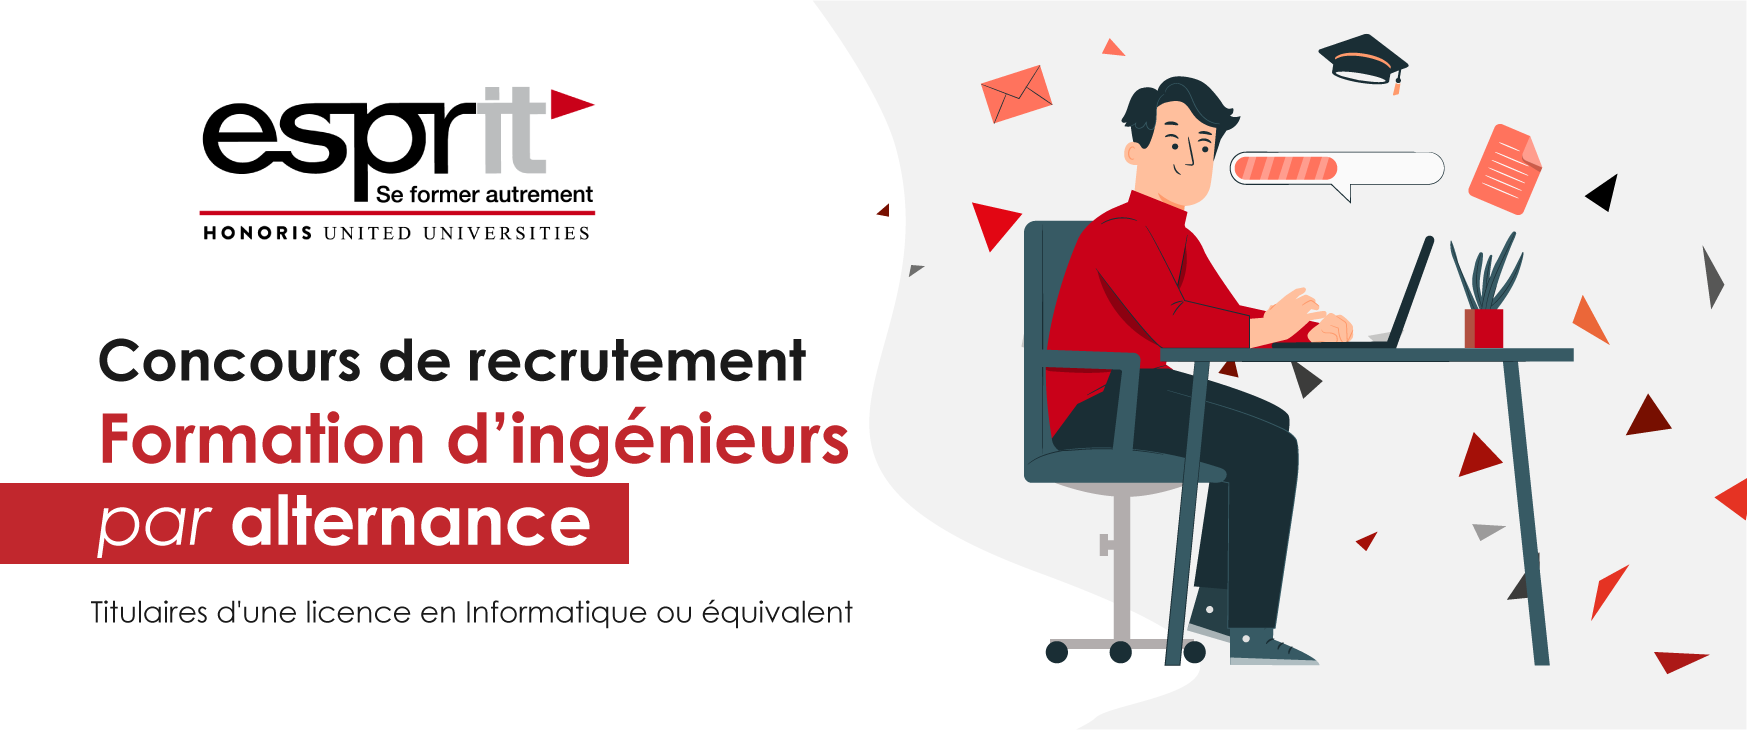 esprit
Se former autrement
HONORIS UNITED UNIVERSITIES
Concours de recrutement
Formation d’ingénieurs
par alternance
Titulaires d'une licence en Informatique ou équivalent